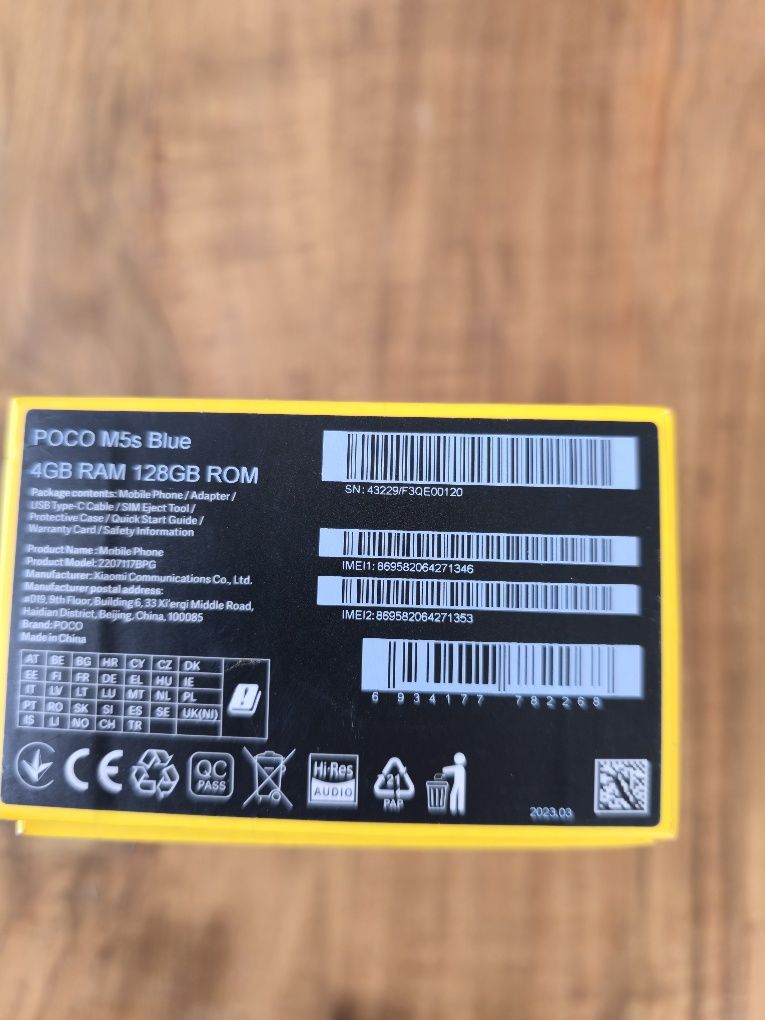 POCO M5s Blue
4GB RAM 128GB ROM
Package contents: Mobile Phone / Adapter /
USB Type-C Cable / SIM Eject Tool /
Protective Case / Quick Start Guide /
Warranty Card / Safety Information
Product Name : Mobile Phone
Product Model: 2207117BPG
Manufacturer: Xiaomi Communications Co., Ltd.
Manufacturer postal address:
#019, 9th Floor, Building 6, 33 Xi'erqi Middle Road,
Haidian District, Beijing, China, 100085
Brand: POCO
Made in China
AT BE BG HR CY CZ DK
EE FI FR DE EL HU IE
IT LV LT LU MT NL PL
PT RO SK SI ES SE UK(NI)
IS LI NO CH TR
SN: 43229/F3QE00120
IMEI1: 869582064271346
IMEI2: 869582064271353
6 934177 782268
CE
QC
PASS
Hi-Res
AUDIO
21
PAP
2023.03